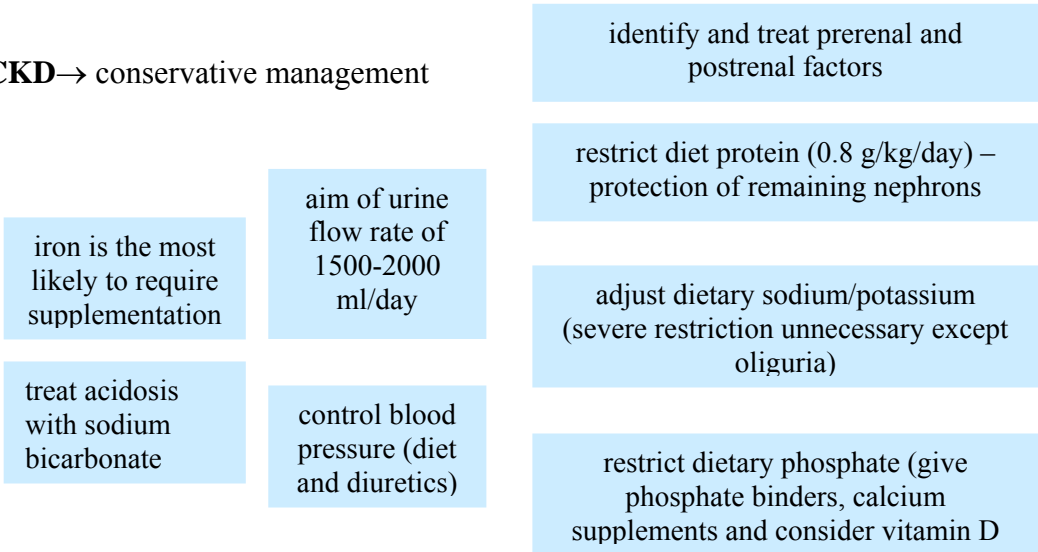 CKD→ conservative management
identify and treat prerenal and
postrenal factors
restrict diet protein (0.8 g/kg/day) –
protection of remaining nephrons
aim of urine
flow rate of
1500-2000
ml/day
iron is the most
likely to require
supplementation
adjust dietary sodium/potassium
(severe restriction unnecessary except
oliguria)
treat acidosis
with sodium
bicarbonate
control blood
pressure (diet
and diuretics)
restrict dietary phosphate (give
phosphate binders, calcium
supplements and consider vitamin D